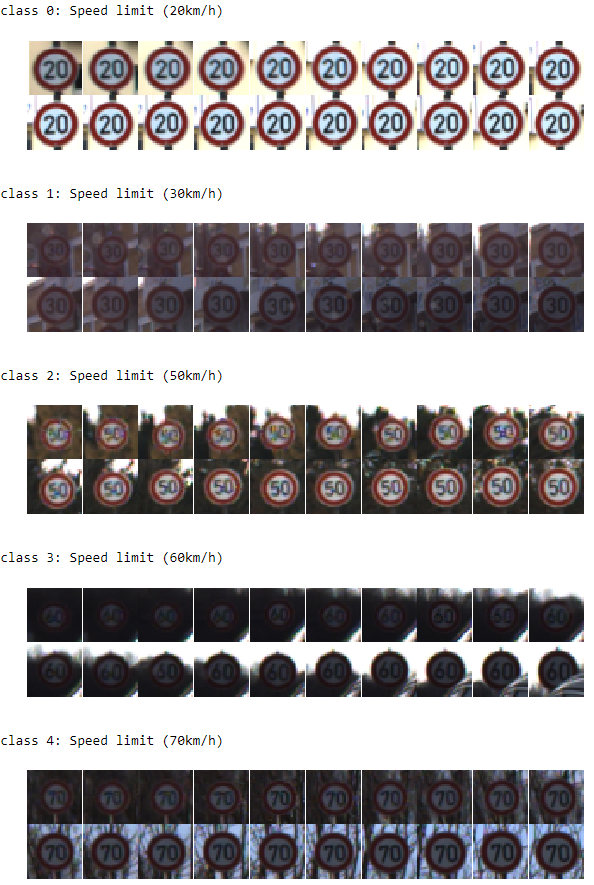 class 0: Speed limit (20km/h)
20 20 20 20 20 20 20 20 20 20
20 20 20 20 20 20 20 20 20 20
class 1: Speed limit (30km/h)
30 30 30 30 30 30 30 30 30 30
30 30 30 30 30 30 30 30 30 30
class 2: Speed limit (50km/h)
50 50 50 50 50 50 50 50 50 50
50 50 50 50 50 50 50 50 50 50
class 3: Speed limit (60km/h)
60 60 60 60 60 60 60 60 60 60
60 60 60 60 60 60 60 60 60 60
class 4: Speed limit (70km/h)
70 70 70 70 70 70 70 70 70 70
70 70 70 70 70 70 70 70 70 70